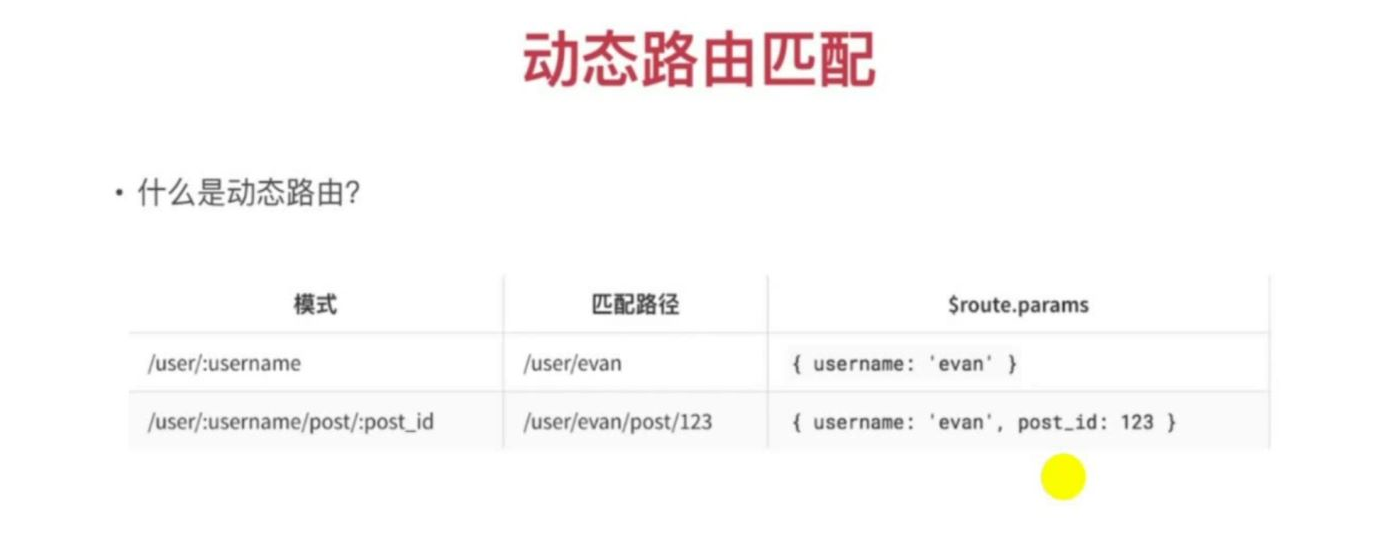 动态路由匹配
• 什么是动态路由?
模式 匹配路径 $route.params
/user/:username /user/evan { username: 'evan' }
/user/:username/post/:post_id /user/evan/post/123 { username: 'evan', post_id: 123 }